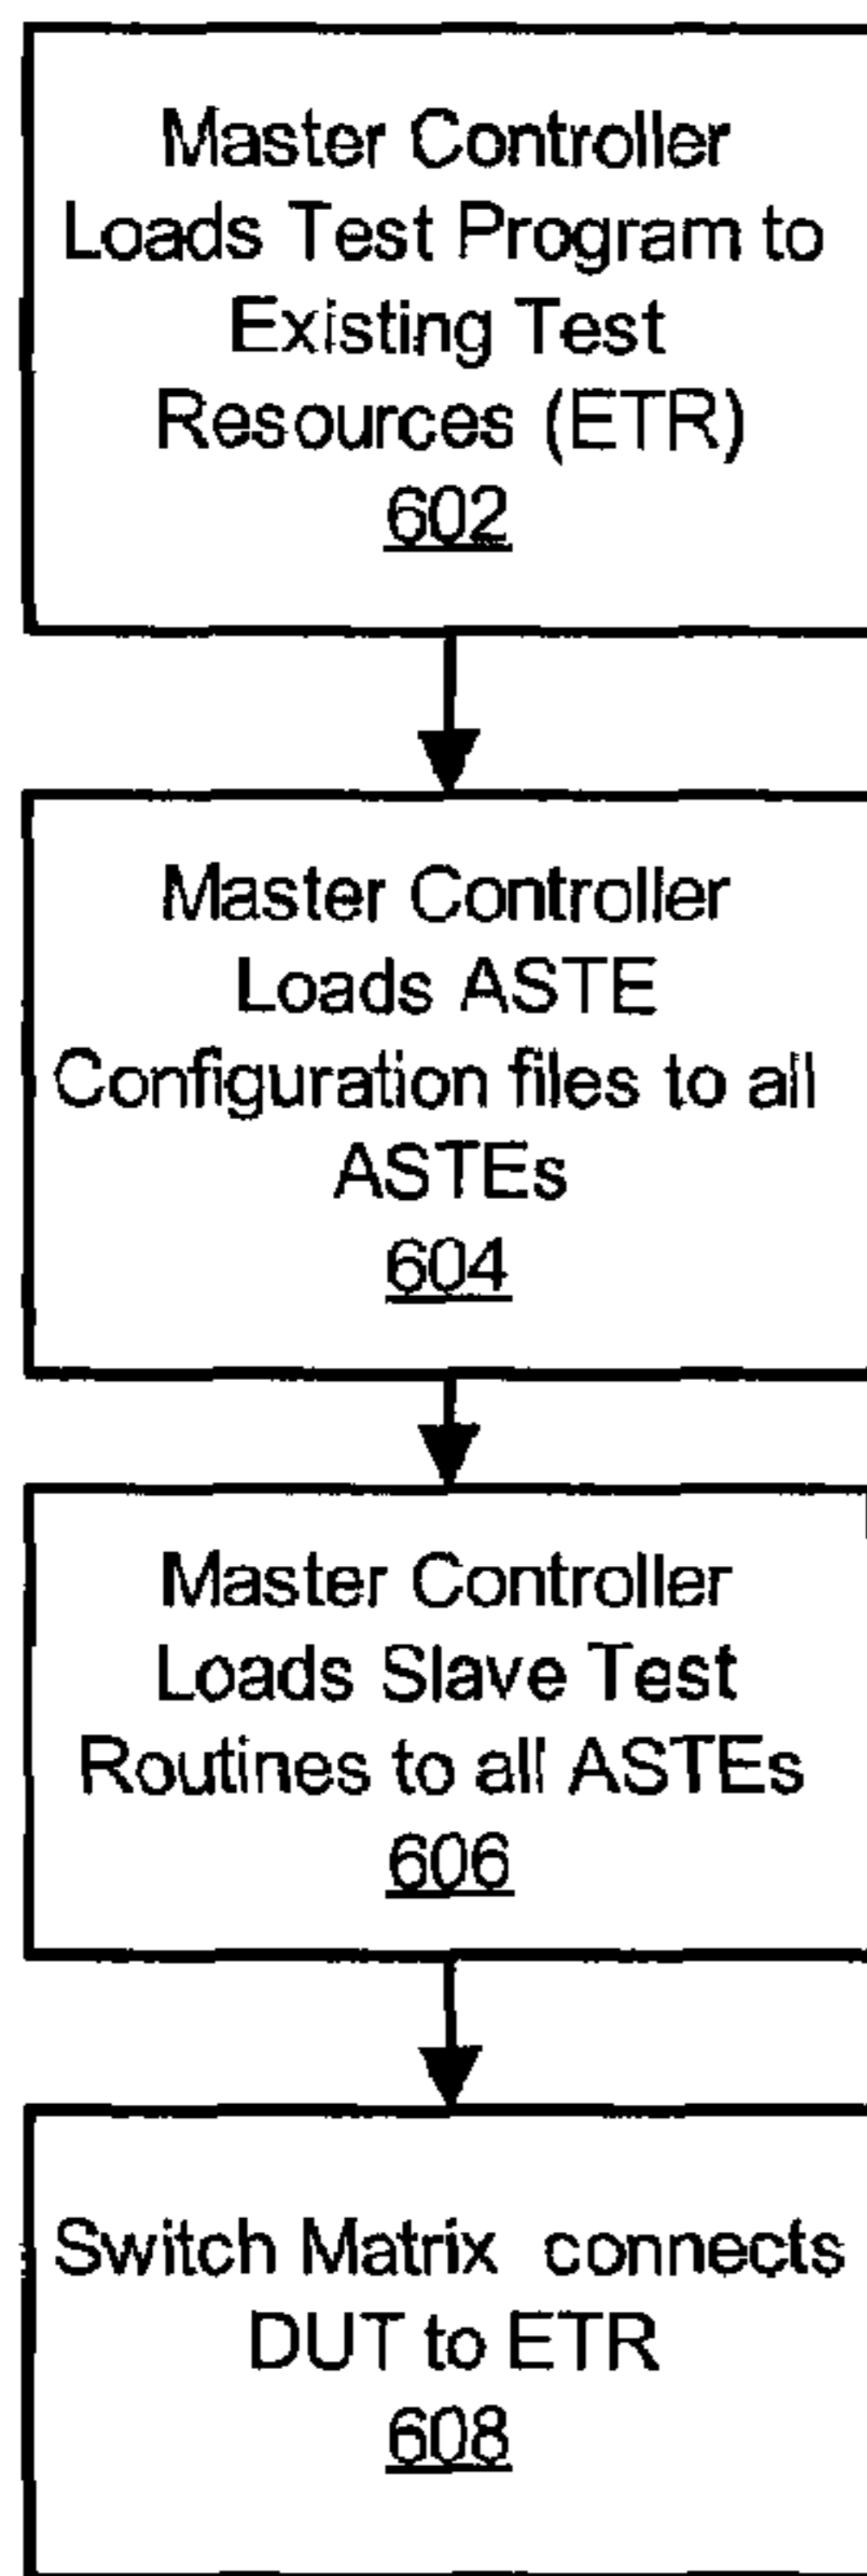 Master Controller
Loads Test Program to
Existing Test
Resources (ETR)
602
Master Controller
Loads ASTE
Configuration files to all
ASTEs
604
Master Controller
Loads Slave Test
Routines to all ASTEs
606
Switch Matrix connects
DUT to ETR
608